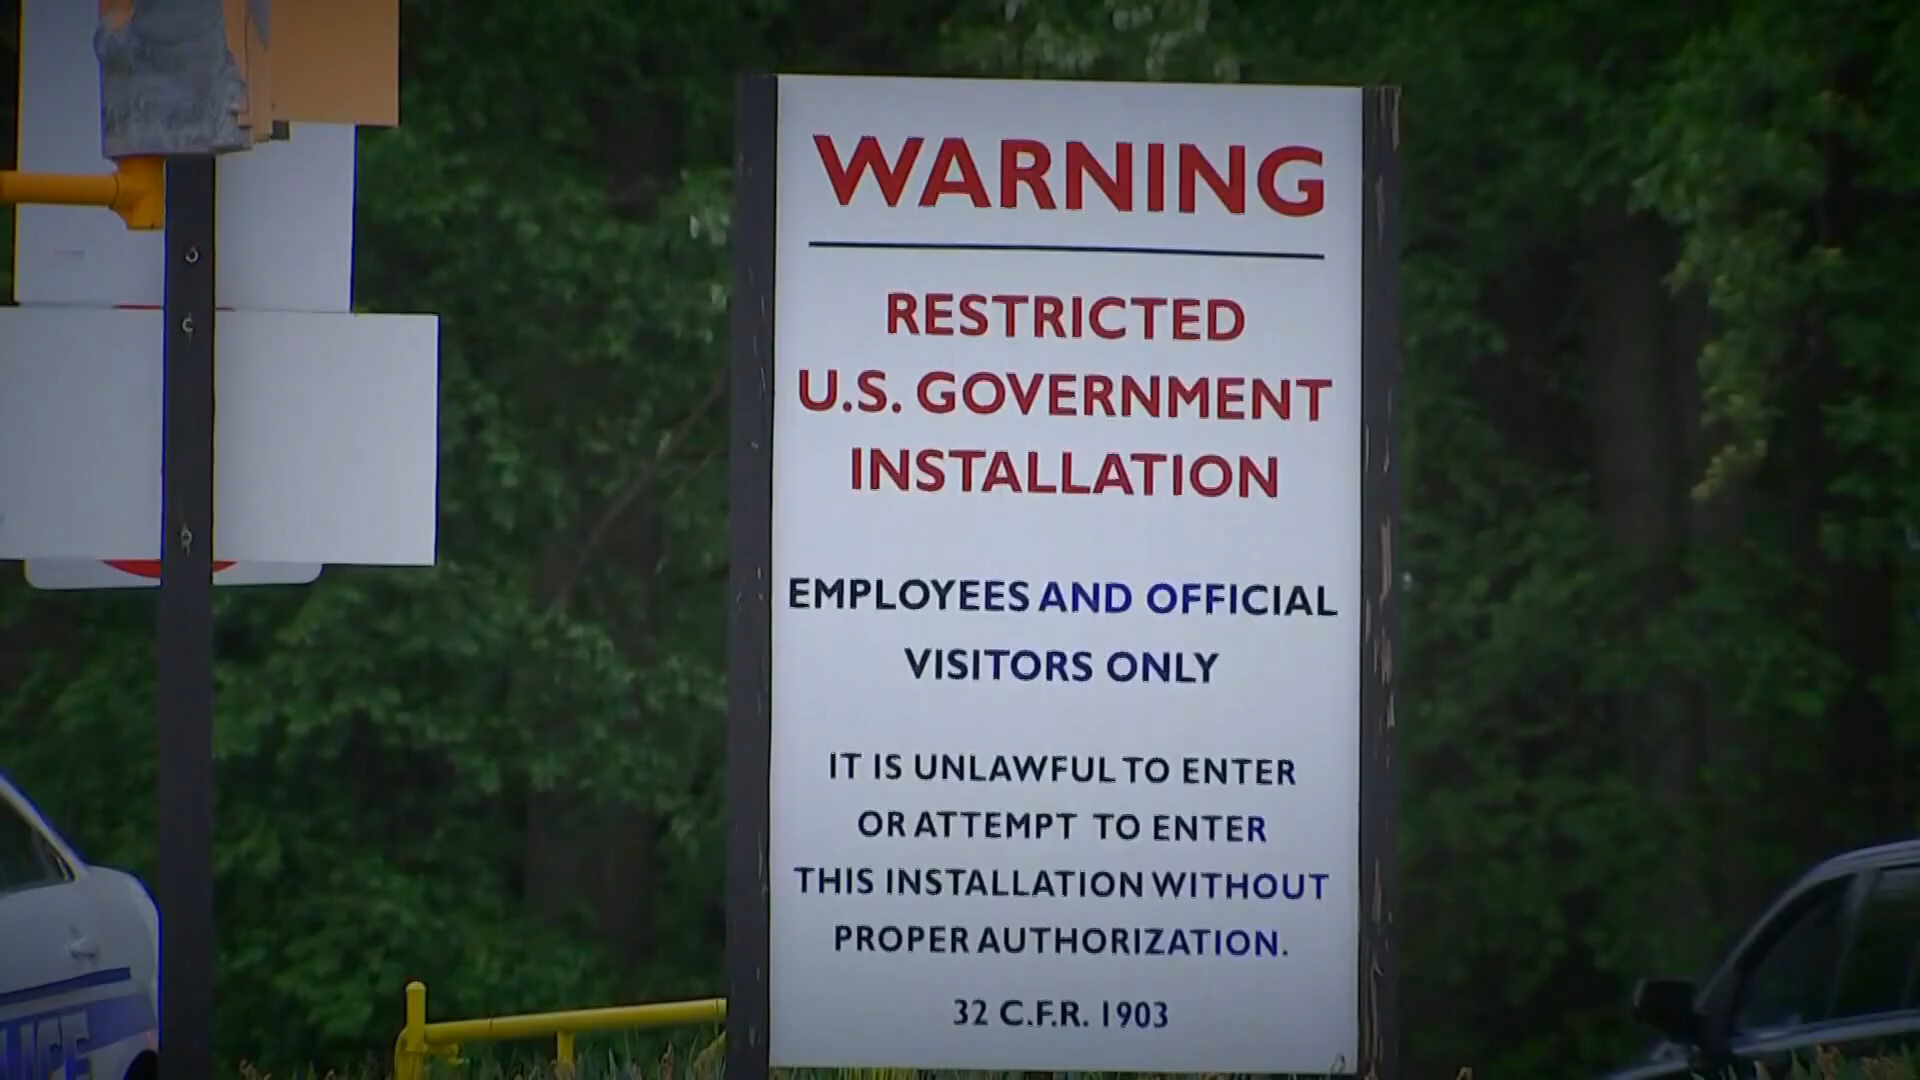 WARNING
RESTRICTED
U.S. GOVERNMENT
INSTALLATION
EMPLOYEES AND OFFICIAL
VISITORS ONLY
IT IS UNLAWFUL TO ENTER
OR ATTEMPT TO ENTER
THIS INSTALLATION WITHOUT
PROPER AUTHORIZATION.
32 C.F.R. 1903